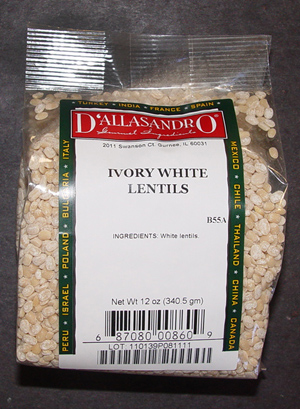 TURKEY - INDIA - FRANCE - SPAIN
D'ALLASANDRO
Gourmet Ingredients
2011 Swanson Ct. Gurnee, IL 60031
IVORY WHITE
LENTILS
B55A
INGREDIENTS: White lentils.
Net Wt 12 oz (340.5 gm)
6 87080 00860 9
LOT 110139P081111
PERU - ISRAEL - POLAND - BULGARIA - ITALY
MEXICO - CHILE - THAILAND - CHINA - CANADA